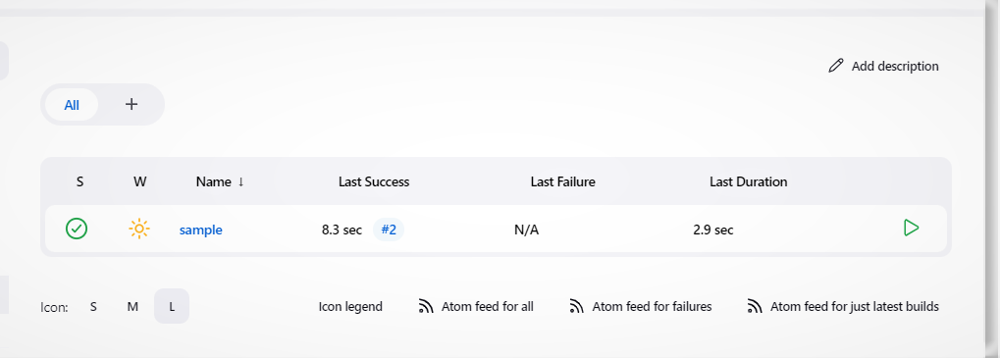 Add description
All +
S W Name ↓ Last Success Last Failure Last Duration
sample 8.3 sec #2 N/A 2.9 sec
Icon: S M L Icon legend Atom feed for all Atom feed for failures Atom feed for just latest builds